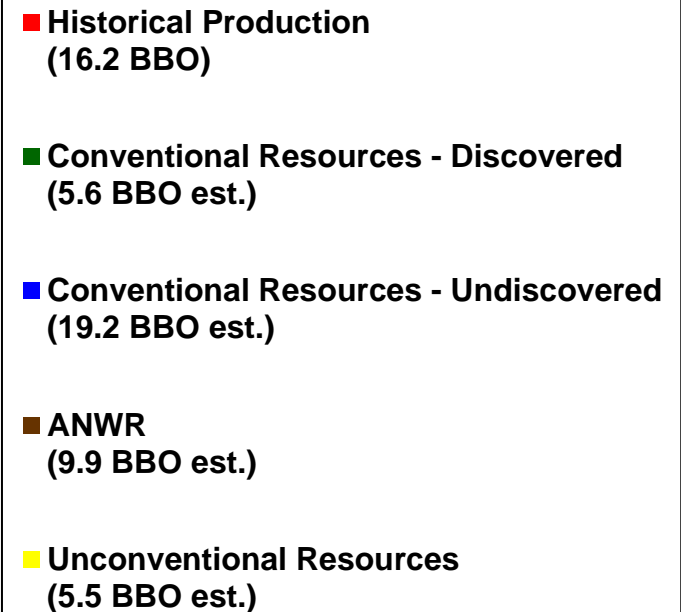 Historical Production
(16.2 BBO)
Conventional Resources - Discovered
(5.6 BBO est.)
Conventional Resources - Undiscovered
(19.2 BBO est.)
ANWR
(9.9 BBO est.)
Unconventional Resources
(5.5 BBO est.)